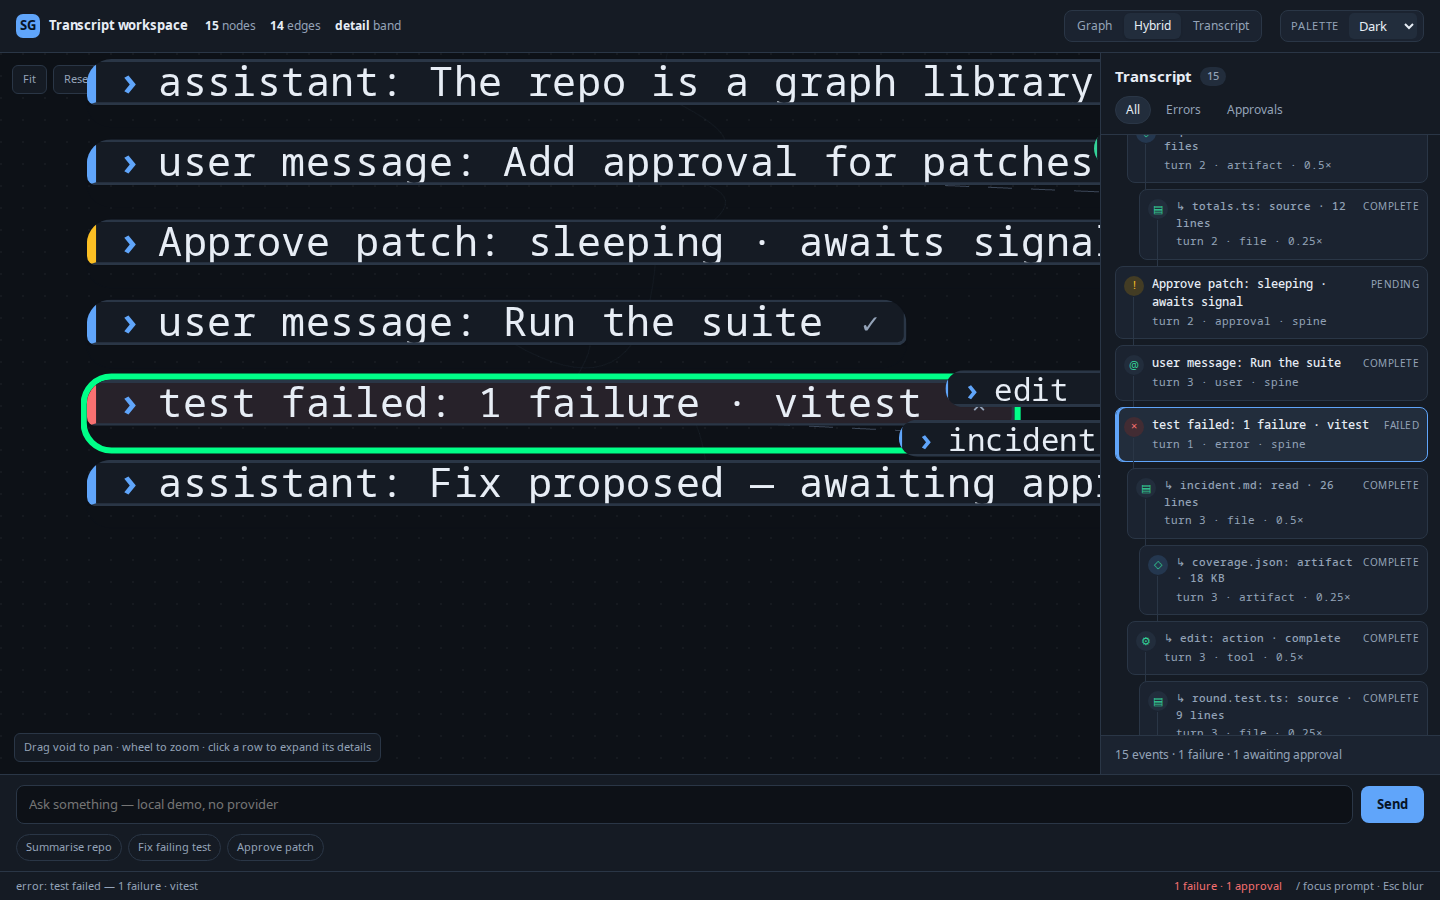 SG Transcript workspace 15 nodes 14 edges detail band
Graph Hybrid Transcript PALETTE Dark
Fit
› assistant: The repo is a graph library
› user message: Add approval for patches
› Approve patch: sleeping · awaits signal
› user message: Run the suite ✓
› test failed: 1 failure · vitest
› edit
› incident
› assistant: Fix proposed — awaiting
Drag void to pan · wheel to zoom · click a row to expand its details
Transcript 15
All Errors Approvals
files
turn 2 · artifact · 0.5×
↳ totals.ts: source · 12 lines COMPLETE
turn 2 · file · 0.25×
! Approve patch: sleeping · awaits signal PENDING
turn 2 · approval · spine
@ user message: Run the suite COMPLETE
turn 3 · user · spine
× test failed: 1 failure · vitest FAILED
turn 1 · error · spine
↳ incident.md: read · 26 lines COMPLETE
turn 3 · file · 0.5×
↳ coverage.json: artifact · 18 KB COMPLETE
turn 3 · artifact · 0.25×
↳ edit: action · complete COMPLETE
turn 3 · tool · 0.5×
↳ round.test.ts: source · 9 lines COMPLETE
turn 3 · file · 0.25×
15 events · 1 failure · 1 awaiting approval
Ask something — local demo, no provider
Send
Summarise repo Fix failing test Approve patch
error: test failed — 1 failure · vitest
1 failure · 1 approval / focus prompt · Esc blur